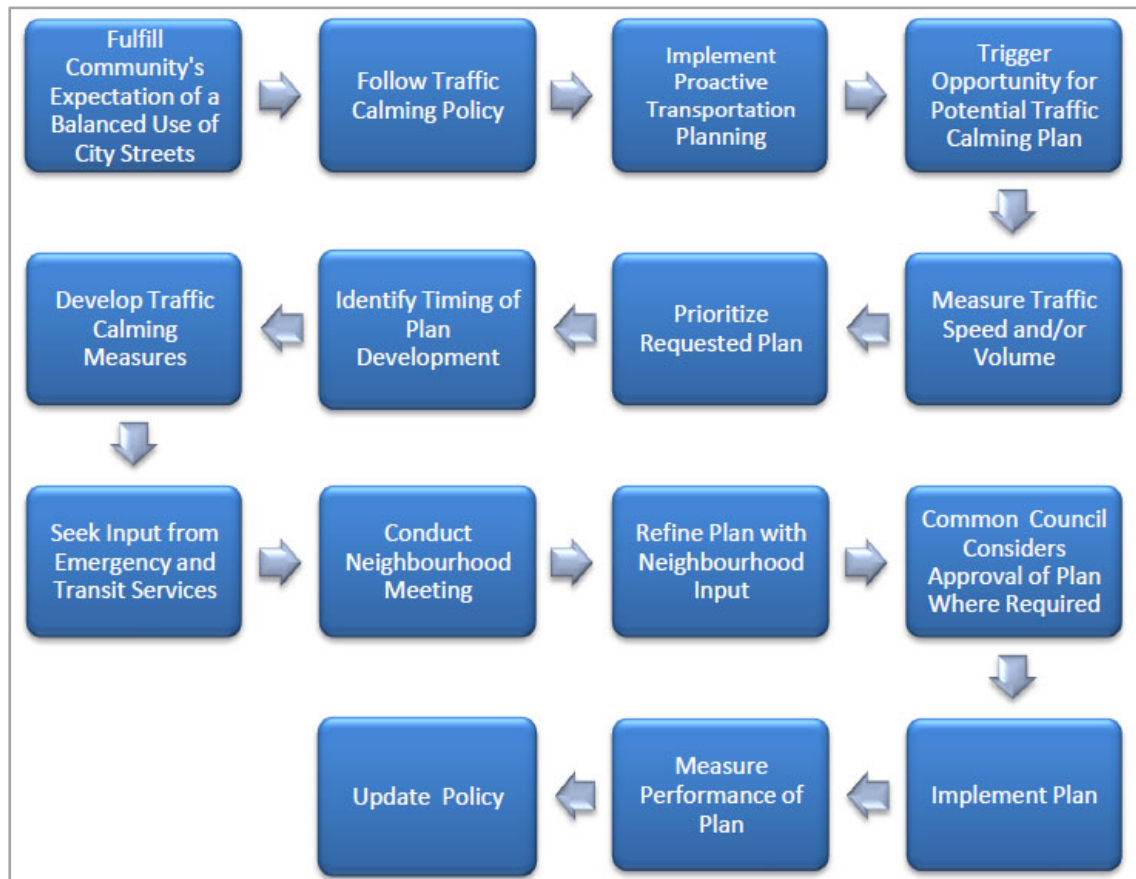 Fulfill
Community's
Expectation of a
Balanced Use of
City Streets
Follow Traffic
Calming Policy
Implement
Proactive
Transportation
Planning
Trigger
Opportunity for
Potential Traffic
Calming Plan
Measure Traffic
Speed and/or
Volume
Prioritize
Requested Plan
Identify Timing of
Plan
Development
Develop Traffic
Calming
Measures
Seek Input from
Emergency and
Transit Services
Conduct
Neighbourhood
Meeting
Refine Plan with
Neighbourhood
Input
Common Council
Considers
Approval of Plan
Where Required
Implement Plan
Measure
Performance of
Plan
Update Policy